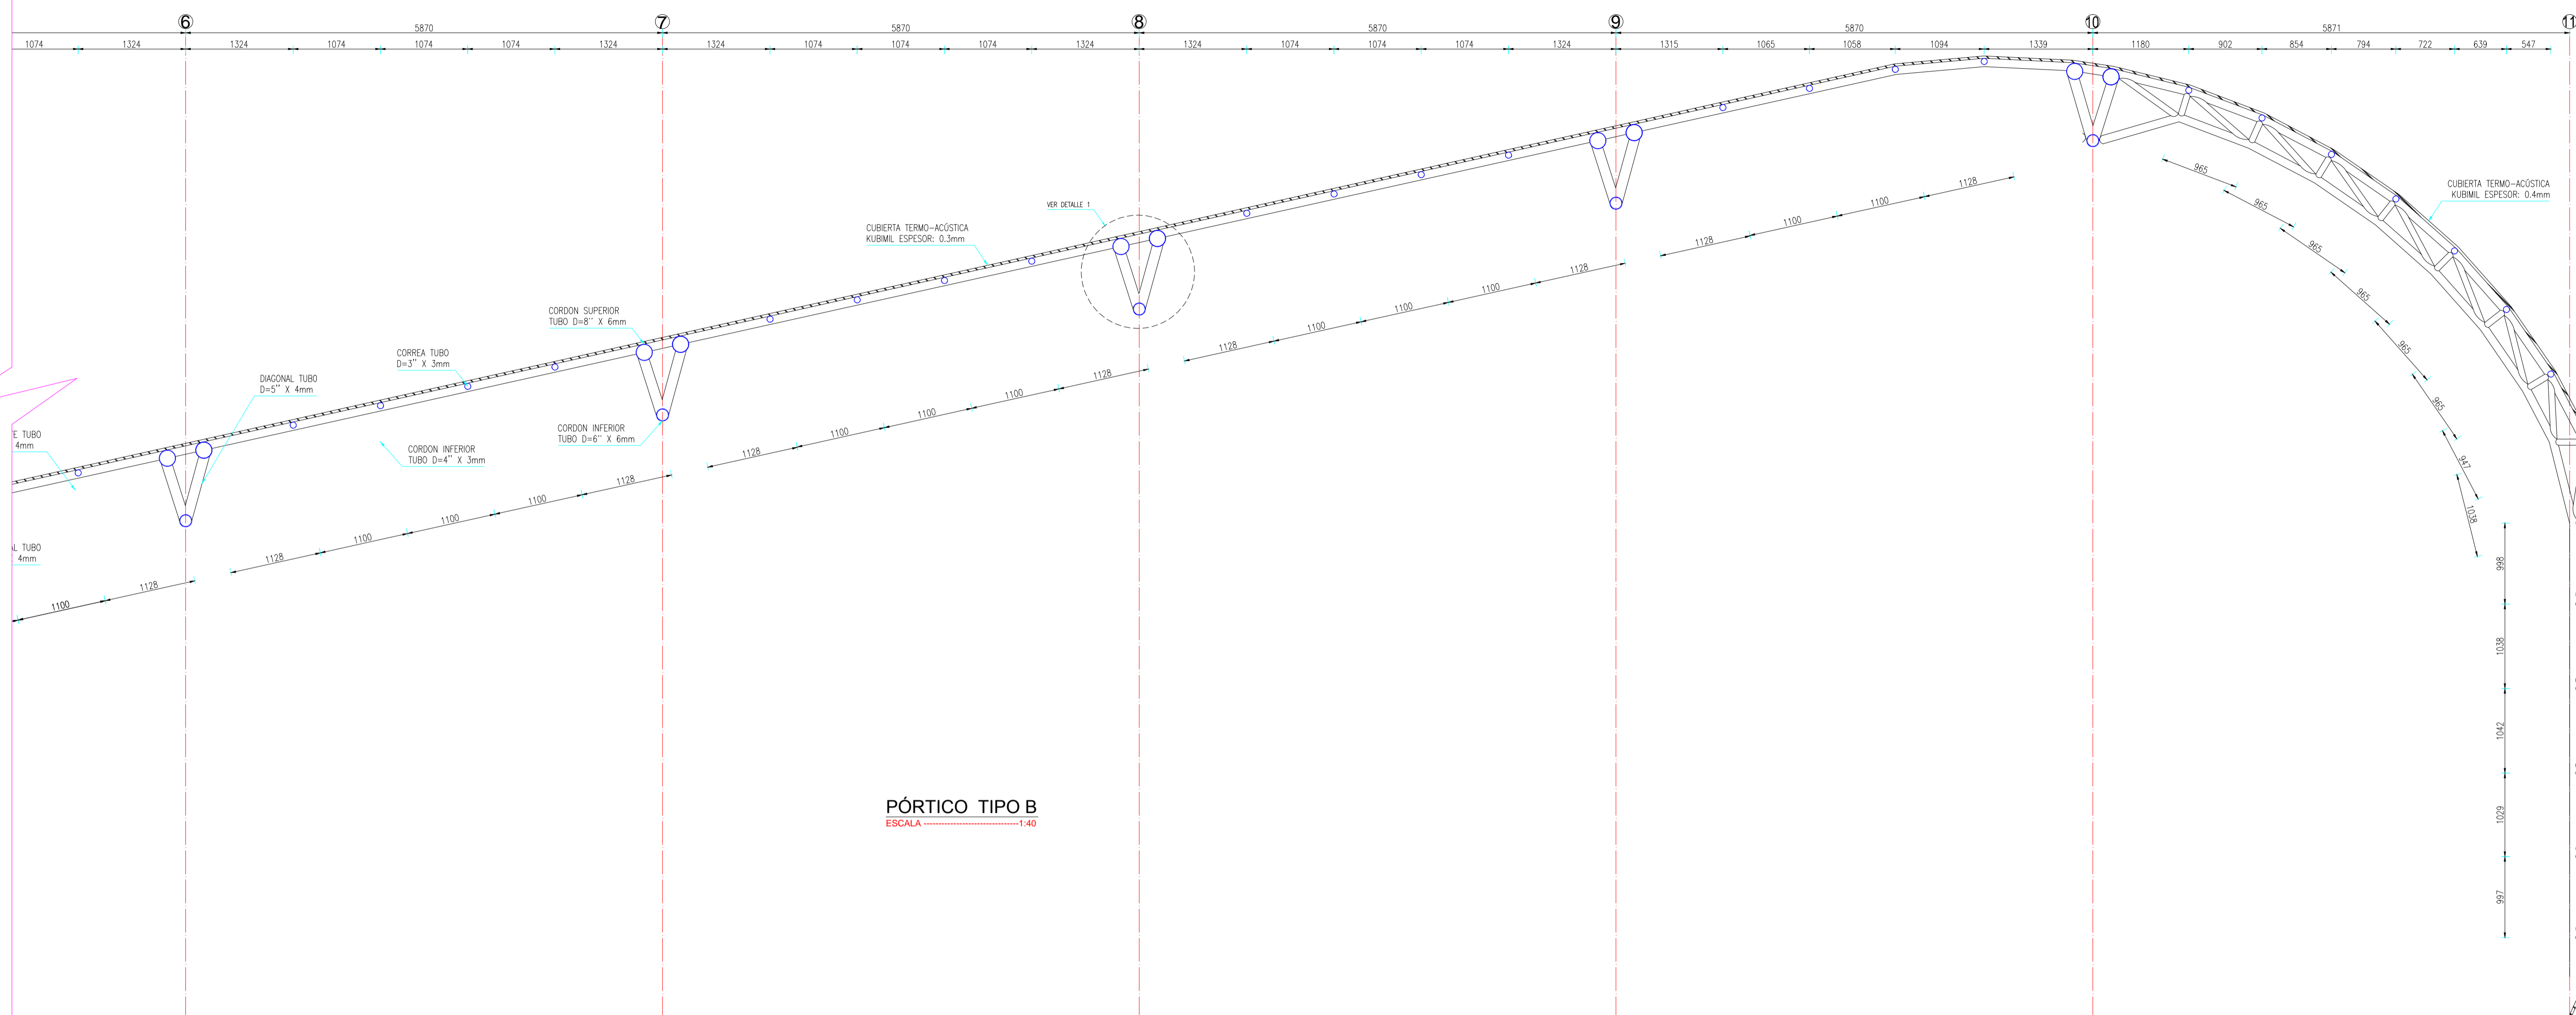 6 7 8 9 10 11
5870 5870 5870 5870 5871
1074 1324 1324 1074 1074 1074 1324 1324 1074 1074 1074 1324 1324 1074 1074 1074 1324 1315 1065 1058 1094 1339 1180 902 854 794 722 639 547
CUBIERTA TERMO-ACÚSTICA
KUBIMIL ESPESOR: 0.4mm
VER DETALLE 1
CUBIERTA TERMO-ACÚSTICA
KUBIMIL ESPESOR: 0.3mm
CORDON SUPERIOR
TUBO D=8'' X 6mm
CORREA TUBO
D=3'' X 3mm
DIAGONAL TUBO
D=5'' X 4mm
CORDON INFERIOR
TUBO D=6'' X 6mm
CORDON INFERIOR
TUBO D=4'' X 3mm
E TUBO
4mm
L TUBO
4mm
1100 1128
1128 1100 1100 1100 1128
1128 1100 1100 1100 1128
1128 1100 1100 1100 1128
1128 1100 1100 1128
965
965
965
965
965
965
947
1038
998
1038
1042
1029
997
PÓRTICO TIPO B
ESCALA --------------------------------1:40